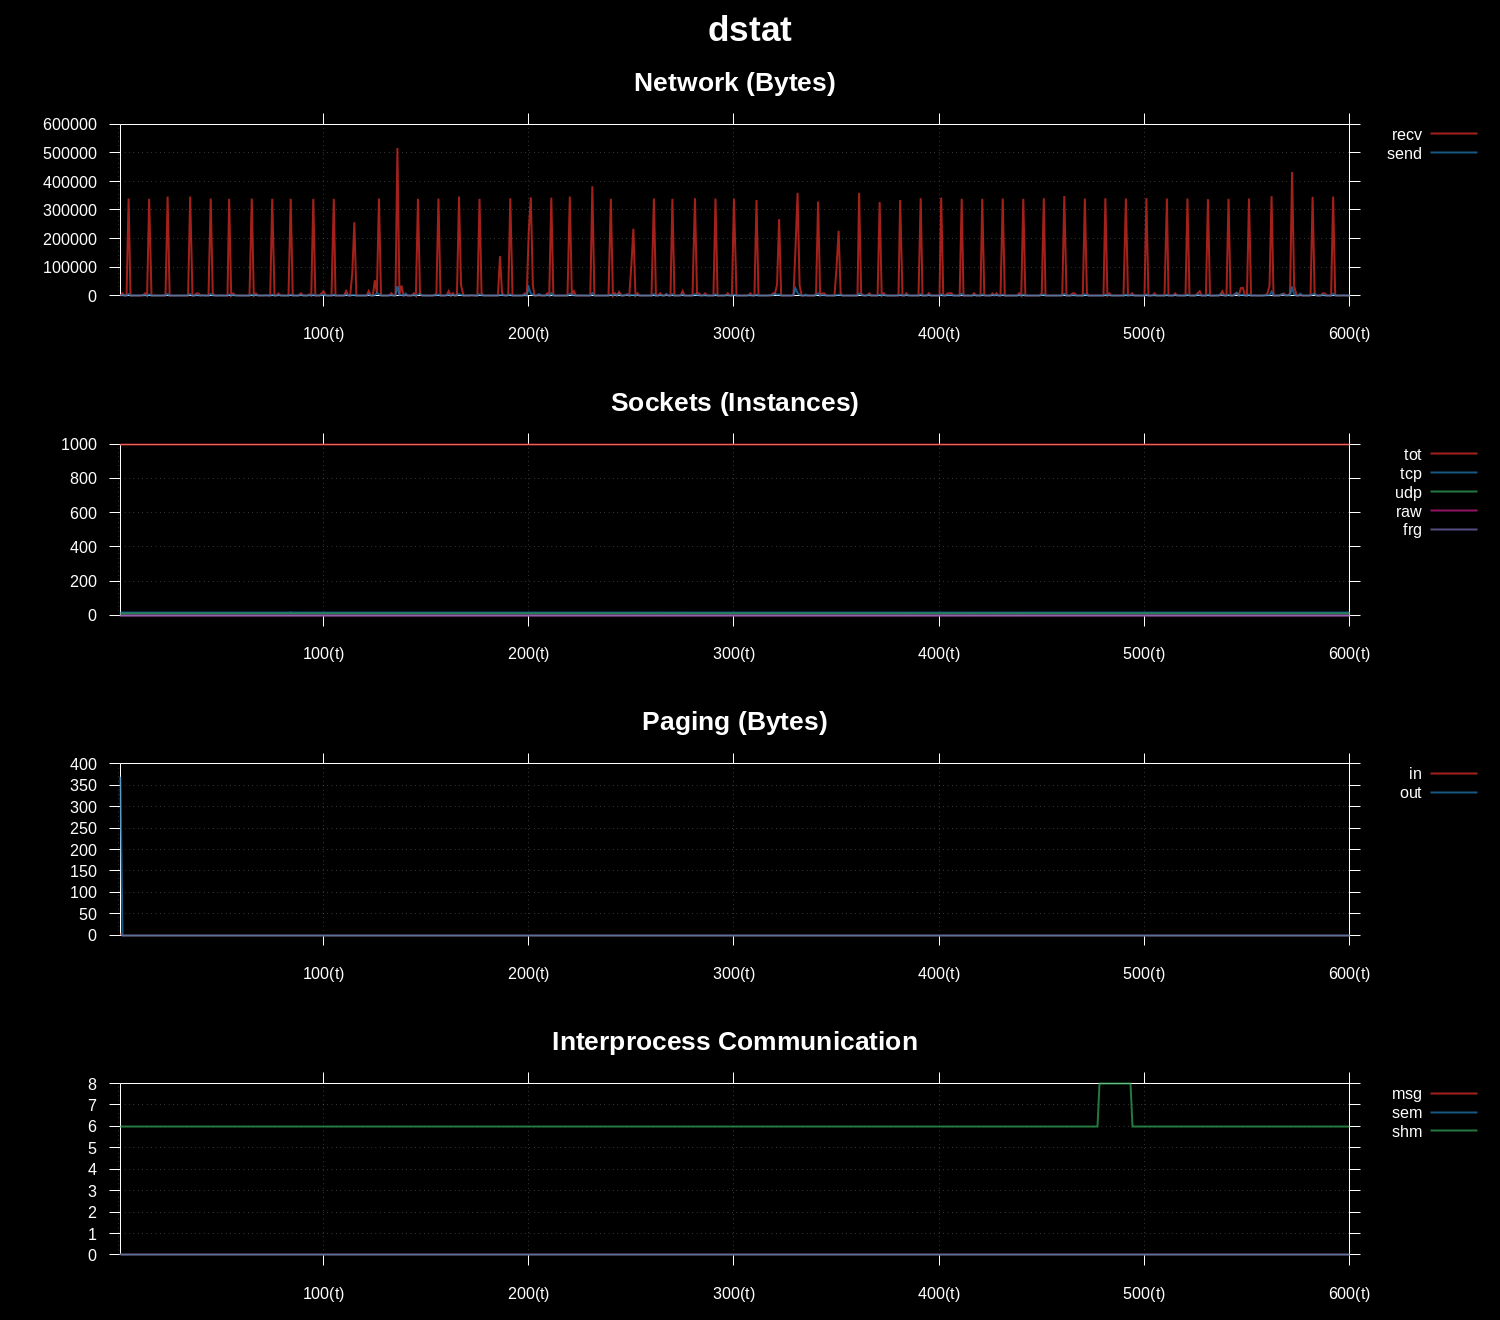 dstat
Network (Bytes)
600000
500000
400000
300000
200000
100000
0
100(t) 200(t) 300(t) 400(t) 500(t) 600(t)
recv
send
Sockets (Instances)
1000
800
600
400
200
0
100(t) 200(t) 300(t) 400(t) 500(t) 600(t)
tot
tcp
udp
raw
frg
Paging (Bytes)
400
350
300
250
200
150
100
50
0
100(t) 200(t) 300(t) 400(t) 500(t) 600(t)
in
out
Interprocess Communication
8
7
6
5
4
3
2
1
0
100(t) 200(t) 300(t) 400(t) 500(t) 600(t)
msg
sem
shm